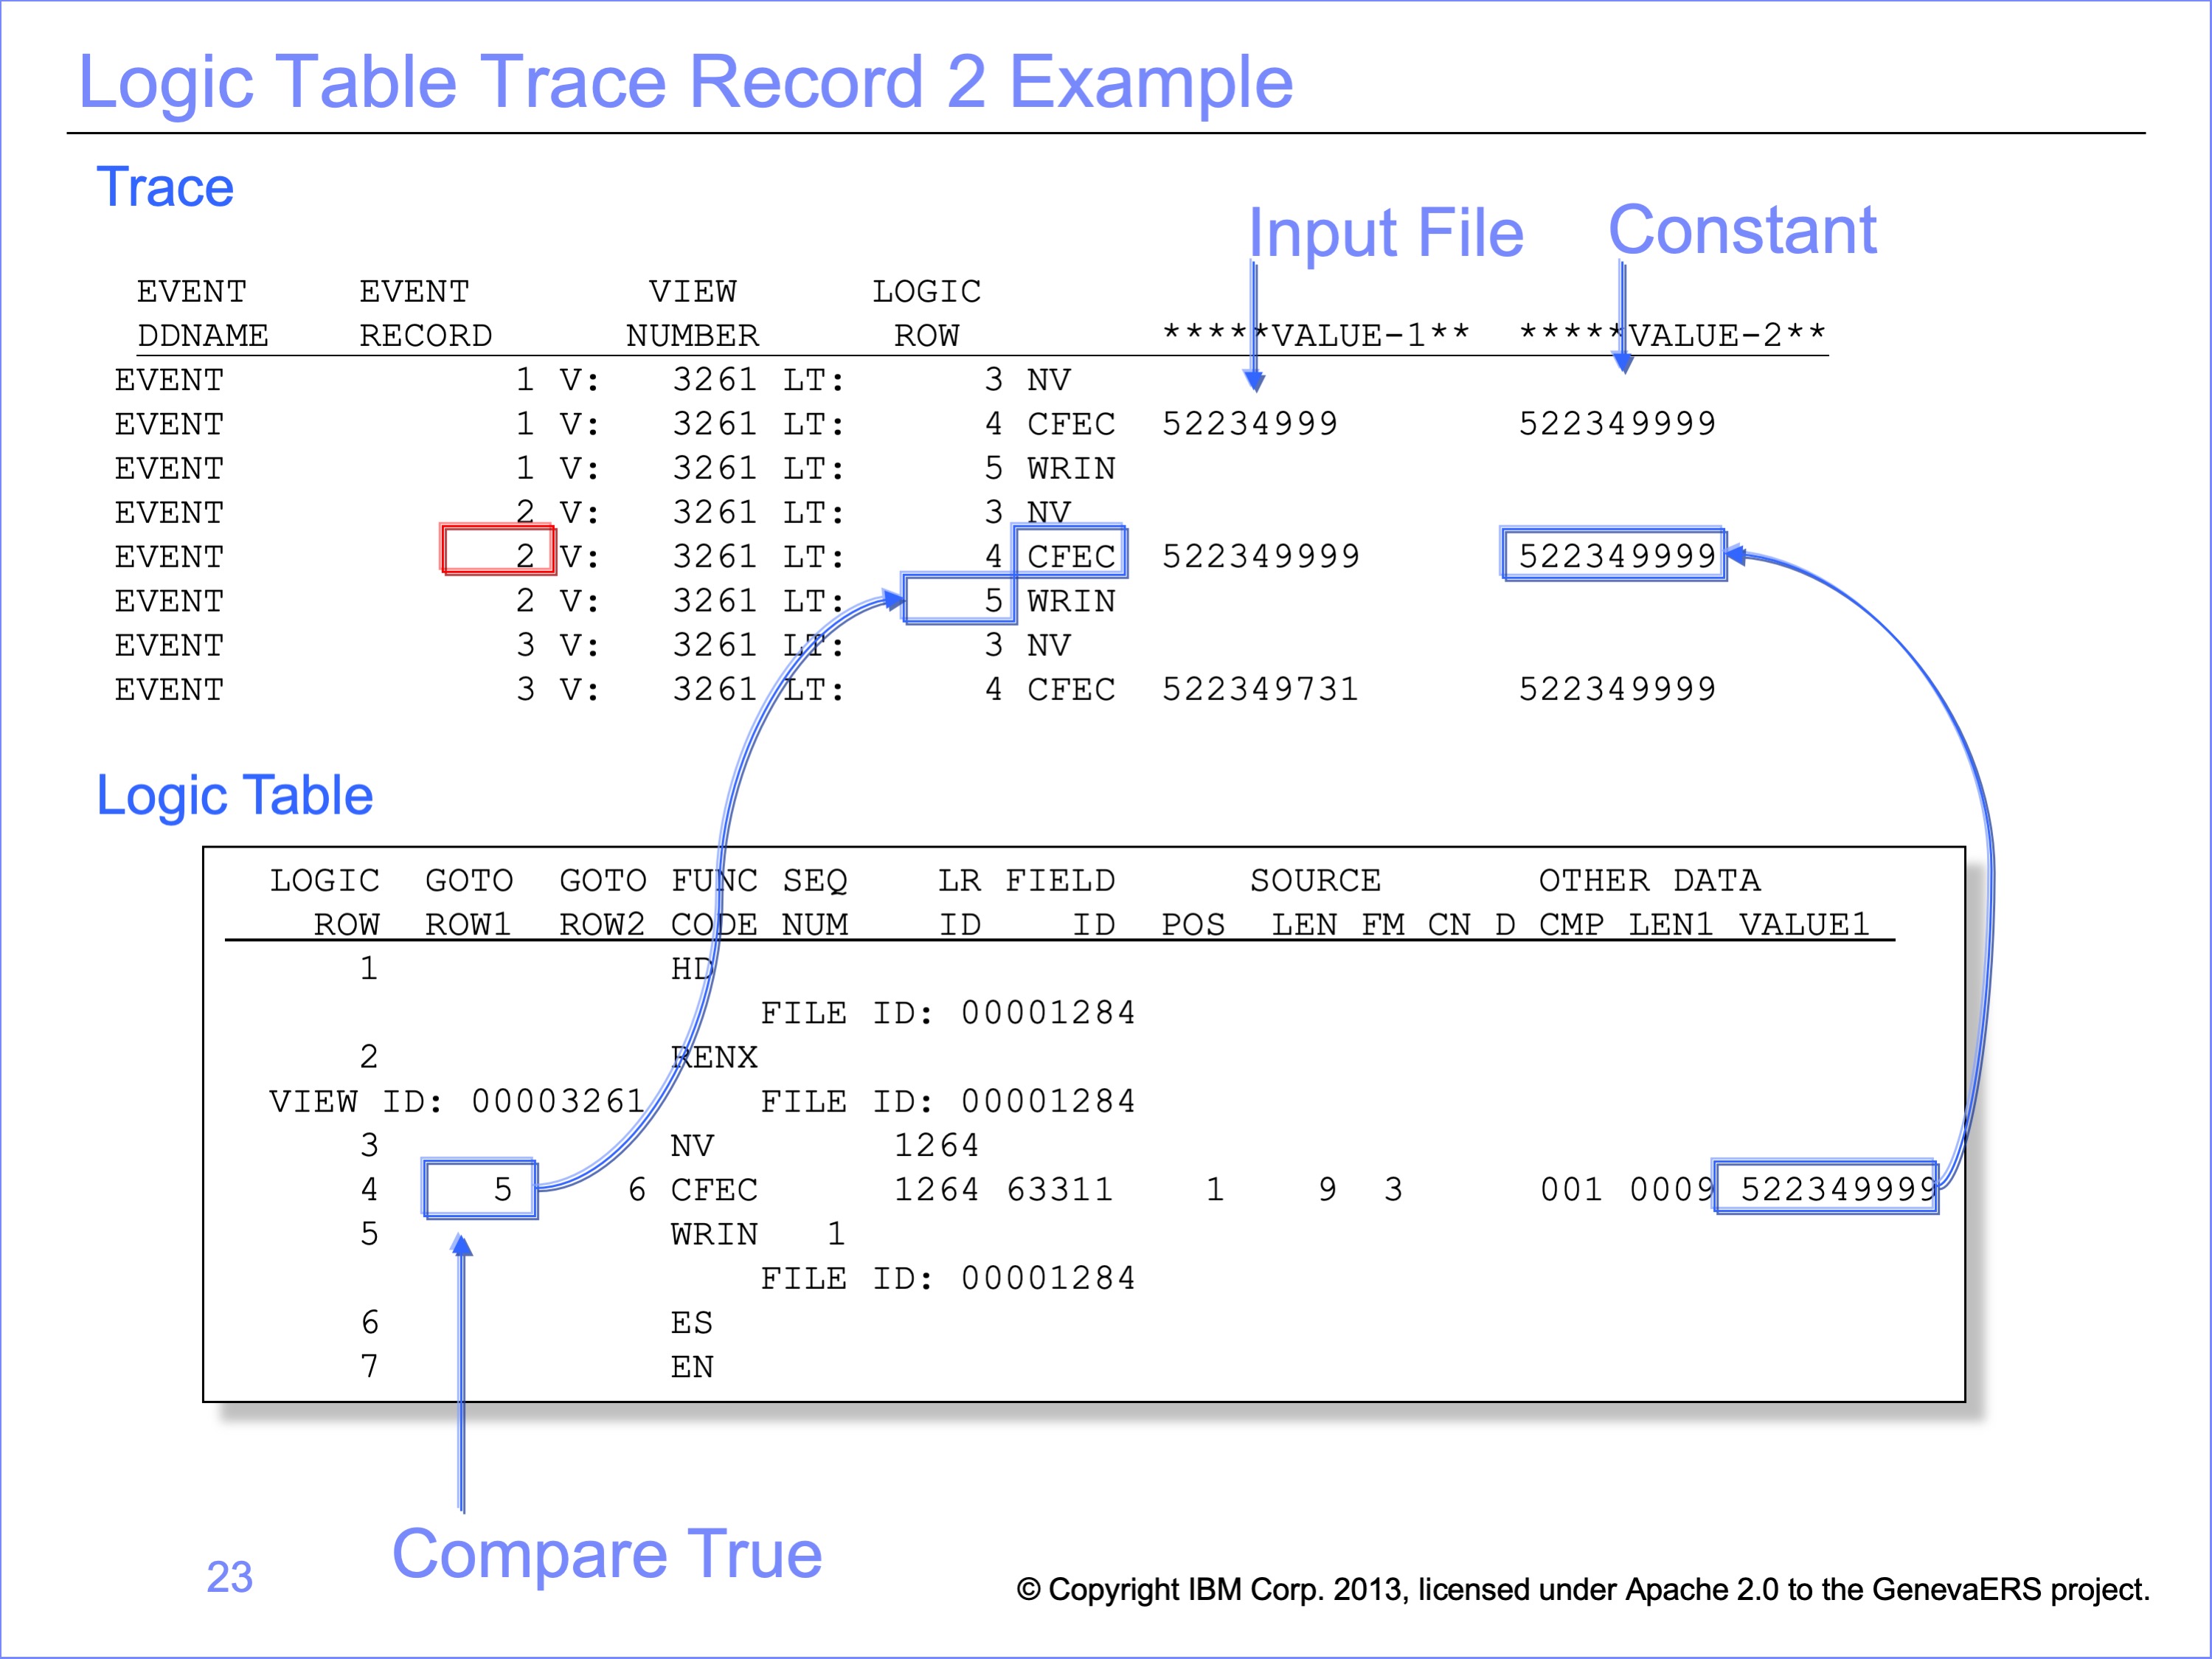 Logic Table Trace Record 2 Example
Trace
Input File Constant
EVENT EVENT VIEW LOGIC
DDNAME RECORD NUMBER ROW *****VALUE-1** *****VALUE-2**
EVENT 1 V: 3261 LT: 3 NV
EVENT 1 V: 3261 LT: 4 CFEC 52234999 522349999
EVENT 1 V: 3261 LT: 5 WRIN
EVENT 2 V: 3261 LT: 3 NV
EVENT 2 V: 3261 LT: 4 CFEC 522349999 522349999
EVENT 2 V: 3261 LT: 5 WRIN
EVENT 3 V: 3261 LT: 3 NV
EVENT 3 V: 3261 LT: 4 CFEC 522349731 522349999
Logic Table
LOGIC GOTO GOTO FUNC SEQ LR FIELD SOURCE OTHER DATA
ROW ROW1 ROW2 CODE NUM ID ID POS LEN FM CN D CMP LEN1 VALUE1
1 HD
FILE ID: 00001284
2 RENX
VIEW ID: 00003261 FILE ID: 00001284
3 NV 1264
4 5 6 CFEC 1264 63311 1 9 3 001 0009 522349999
5 WRIN 1
FILE ID: 00001284
6 ES
7 EN
Compare True
23
© Copyright IBM Corp. 2013, licensed under Apache 2.0 to the GenevaERS project.